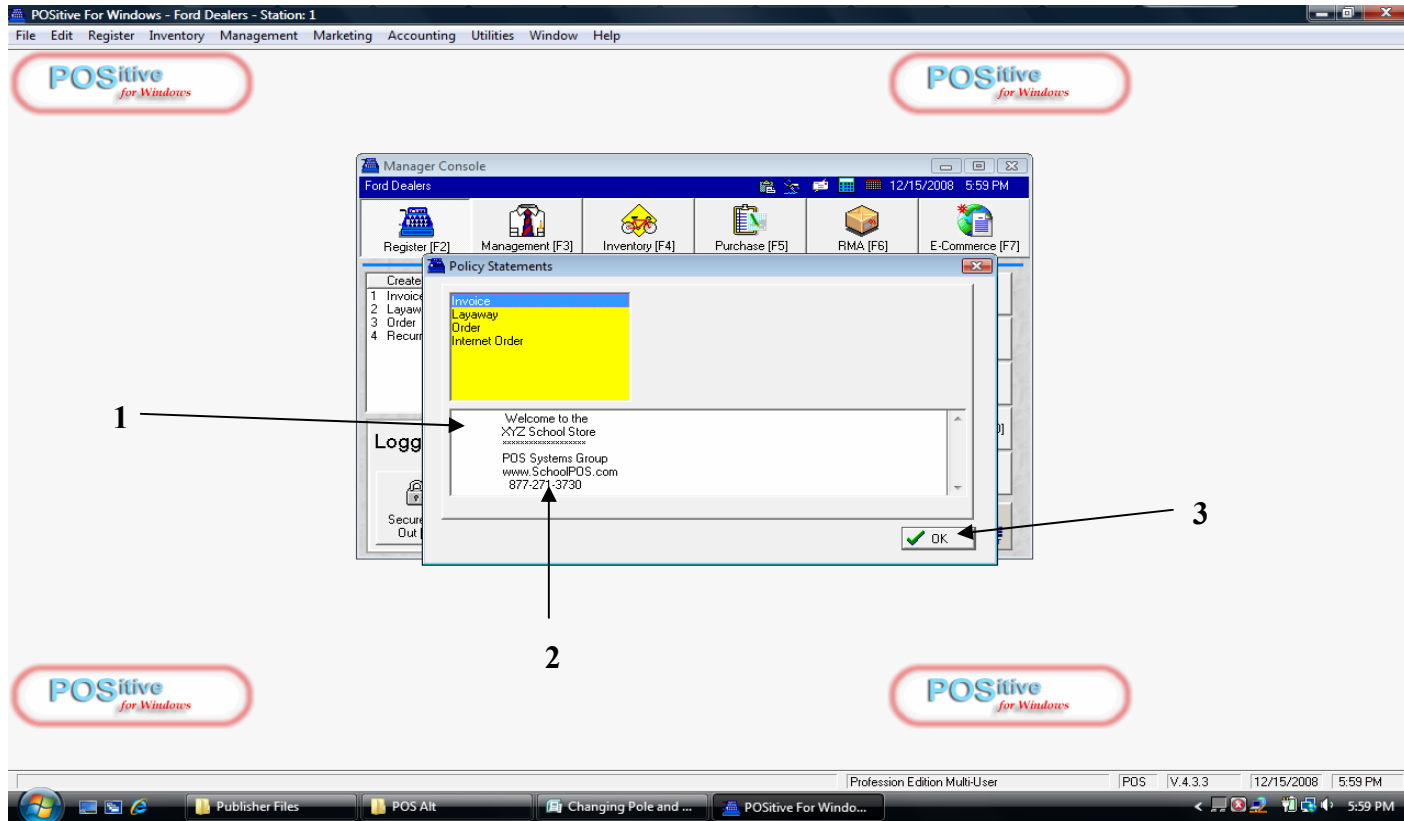 POSitive For Windows - Ford Dealers - Station: 1
File Edit Register Inventory Management Marketing Accounting Utilities Window Help
POSitive
for Windows
POSitive
for Windows
Manager Console
Ford Dealers 12/15/2008 5:59 PM
Register [F2] Management [F3] Inventory [F4] Purchase [F5] RMA [F6] E-Commerce [F7]
Policy Statements
Create
1 Invoice
2 Layaw
3 Order
4 Recurr
Invoice
Layaway
Order
Internet Order
1
Welcome to the
XYZ School Store
××××××××××××××××××
POS Systems Group
www.SchoolPOS.com
877-271-3730
Logg
Secure
Out
OK
3
2
POSitive
for Windows
POSitive
for Windows
Profession Edition Multi-User POS V.4.3.3 12/15/2008 5:59 PM
Publisher Files POS Alt Changing Pole and ... POSitive For Windo... 5:59 PM